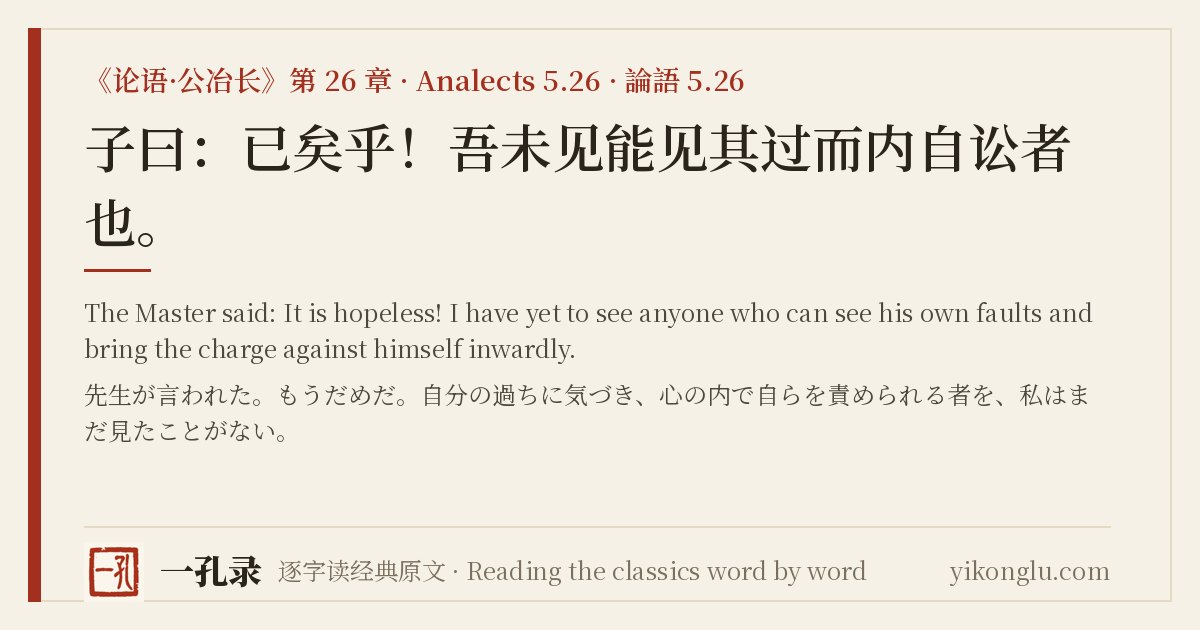 《论语·公冶长》第 26 章 · Analects 5.26 · 論語 5.26
子曰：已矣乎！吾未见能见其过而内自讼者
也。
The Master said: It is hopeless! I have yet to see anyone who can see his own faults and
bring the charge against himself inwardly.
先生が言われた。もうだめだ。自分の過ちに気づき、心の内で自らを責められる者を、私はま
だ見たことがない。
一孔
一孔录 逐字读经典原文 · Reading the classics word by word yikonglu.com